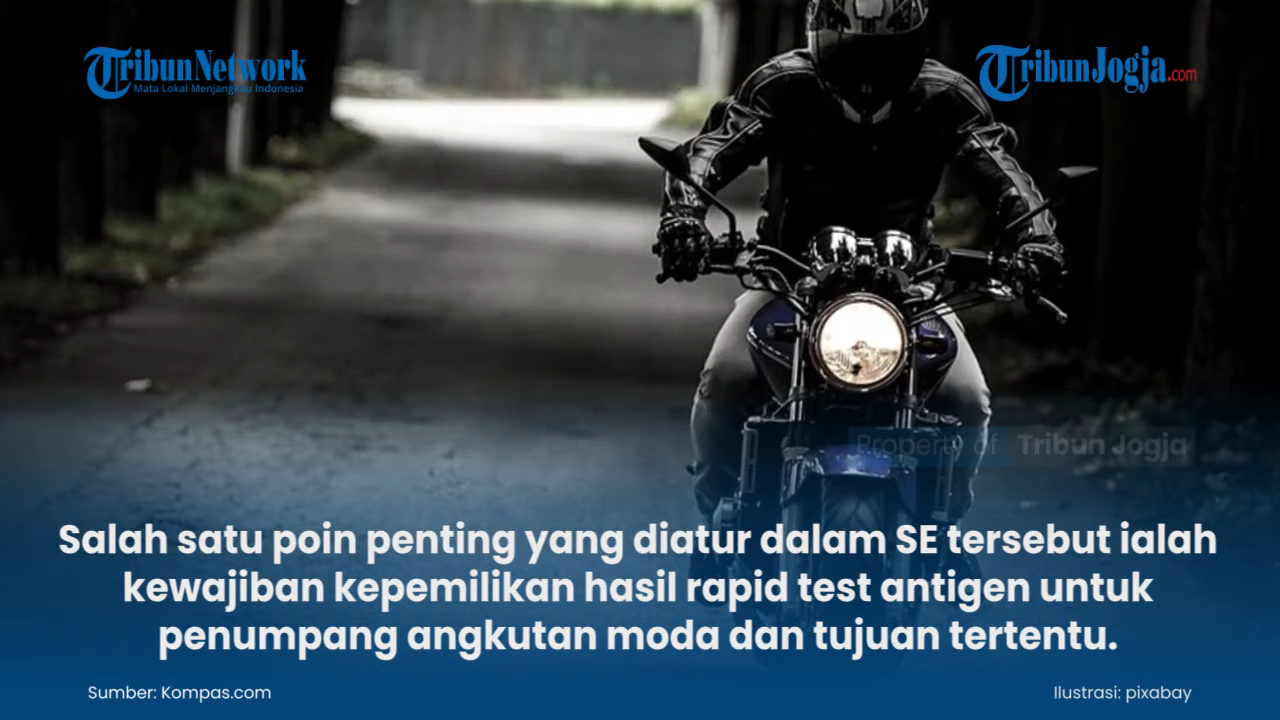 TribunNetwork
Mata Lokal Menjangkau Indonesia
TribunJogja.com
Property of Tribun Jogja
Salah satu poin penting yang diatur dalam SE tersebut ialah
kewajiban kepemilikan hasil rapid test antigen untuk
penumpang angkutan moda dan tujuan tertentu.
Sumber: Kompas.com
Ilustrasi: pixabay